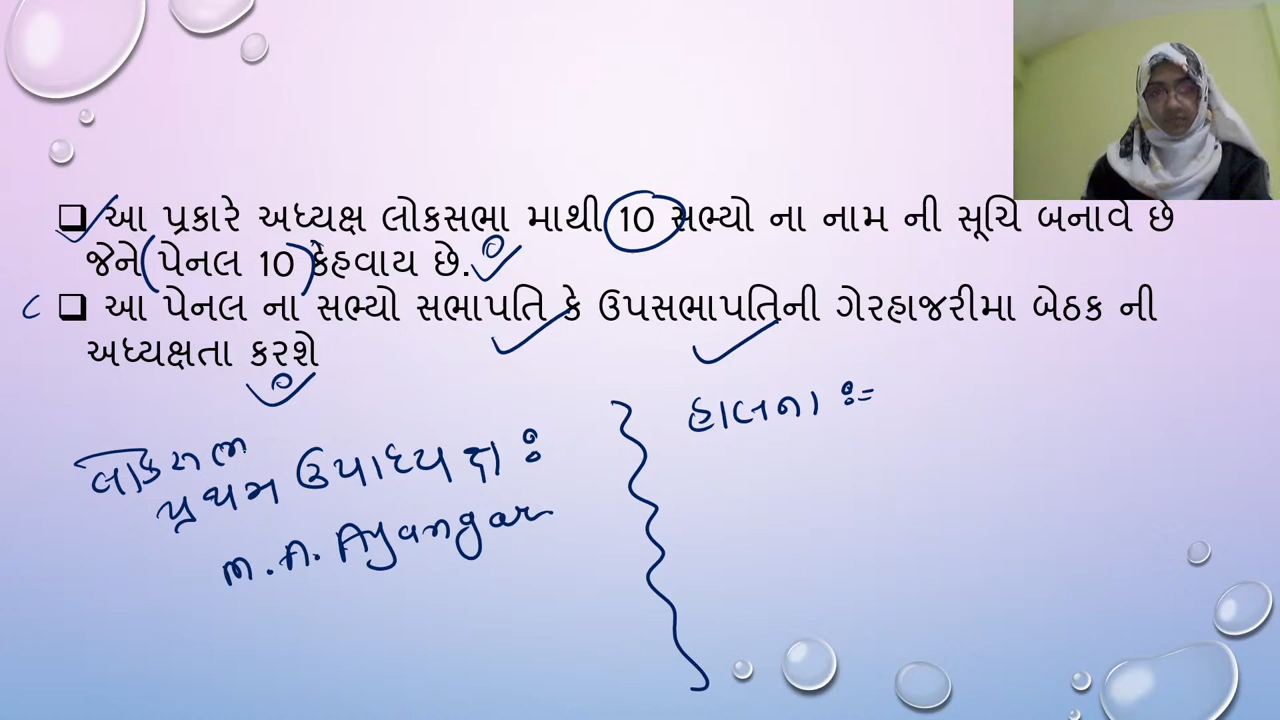 ❑ આ પ્રકારે અધ્યક્ષ લોકસભા માથી 10 સભ્યો ના નામ ની સૂચિ બનાવે છે
જેને (પેનલ 10) કેહવાય છે.
❑ આ પેનલ ના સભ્યો સભાપતિ કે ઉપસભાપતિની ગેરહાજરીમા બેઠક ની
અધ્યક્ષતા કરશે
લોકસભા
પ્રથમ ઉપાધ્યક્ષ :
M. A. Ayangar
હાલના :=